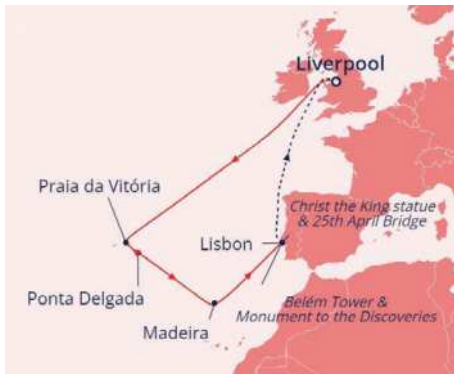 Liverpool
Praia da Vitória
Christ the King statue
& 25th April Bridge
Lisbon
Ponta Delgada
Belém Tower &
Monument to the Discoveries
Madeira